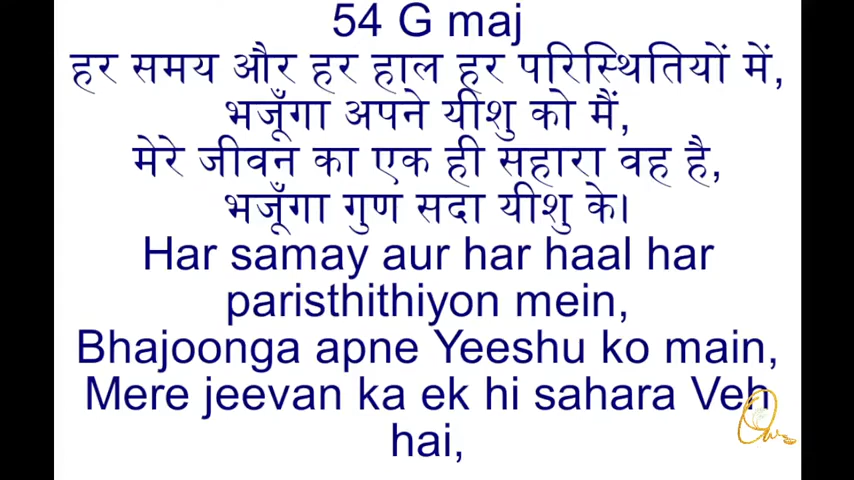 54 G maj
हर समय और हर हाल हर परिस्थितियों में,
भजूँगा अपने यीशु को मैं,
मेरे जीवन का एक ही सहारा वह है,
भजूँगा गुण सदा यीशु के।
Har samay aur har haal har
paristhithiyon mein,
Bhajoonga apne Yeeshu ko main,
Mere jeevan ka ek hi sahara Veh
hai,